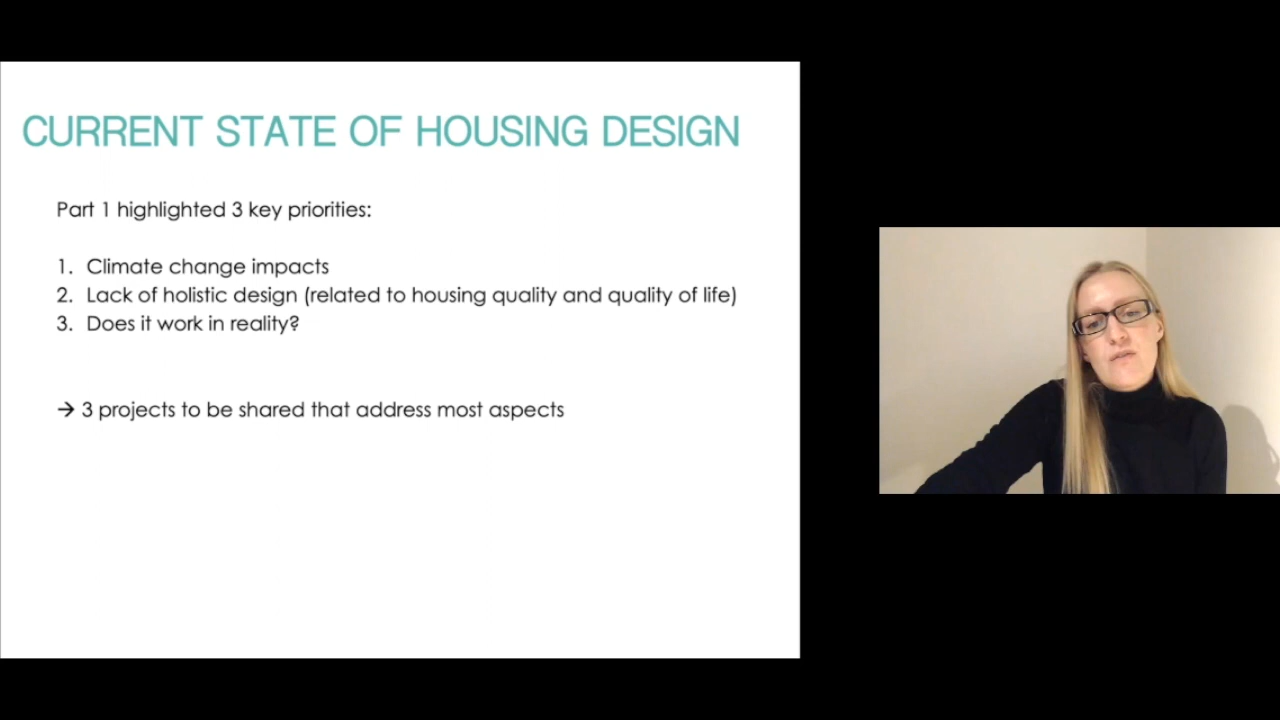 CURRENT STATE OF HOUSING DESIGN
Part 1 highlighted 3 key priorities:
1. Climate change impacts
2. Lack of holistic design (related to housing quality and quality of life)
3. Does it work in reality?
→ 3 projects to be shared that address most aspects